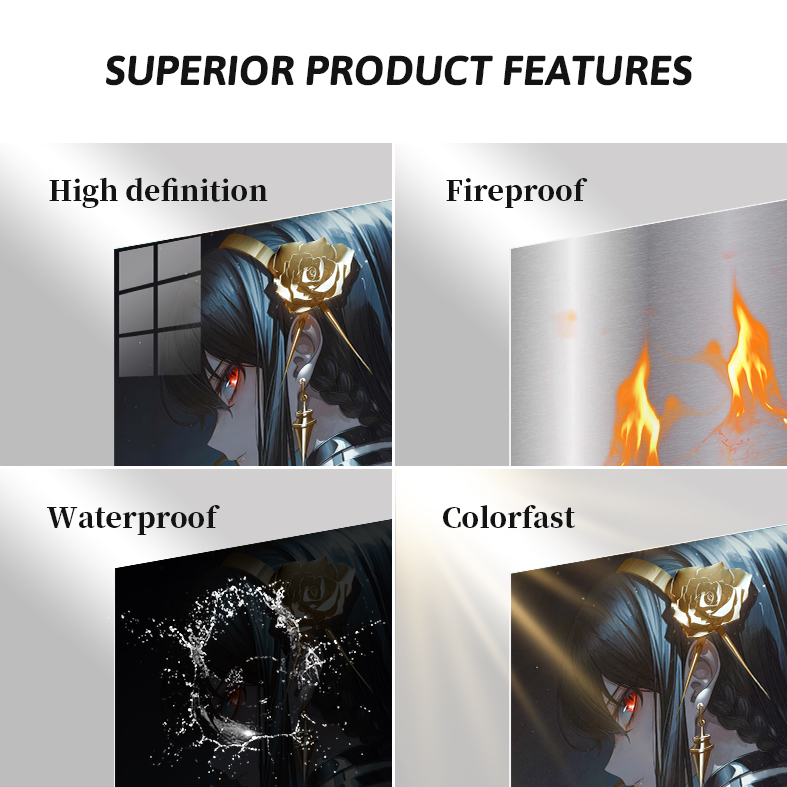 SUPERIOR PRODUCT FEATURES
High definition
Fireproof
Waterproof
Colorfast